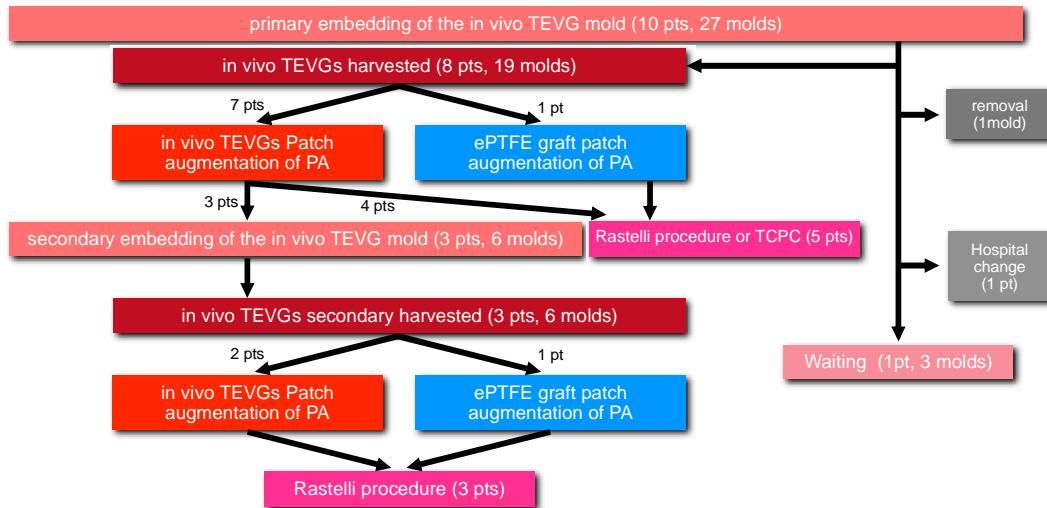 primary embedding of the in vivo TEVG mold (10 pts, 27 molds)
in vivo TEVGs harvested (8 pts, 19 molds)
removal
(1mold)
7 pts
1 pt
in vivo TEVGs Patch
augmentation of PA
ePTFE graft patch
augmentation of PA
3 pts
4 pts
secondary embedding of the in vivo TEVG mold (3 pts, 6 molds)
Rastelli procedure or TCPC (5 pts)
Hospital
change
(1 pt)
in vivo TEVGs secondary harvested (3 pts, 6 molds)
Waiting (1pt, 3 molds)
2 pts
1 pt
in vivo TEVGs Patch
augmentation of PA
ePTFE graft patch
augmentation of PA
Rastelli procedure (3 pts)